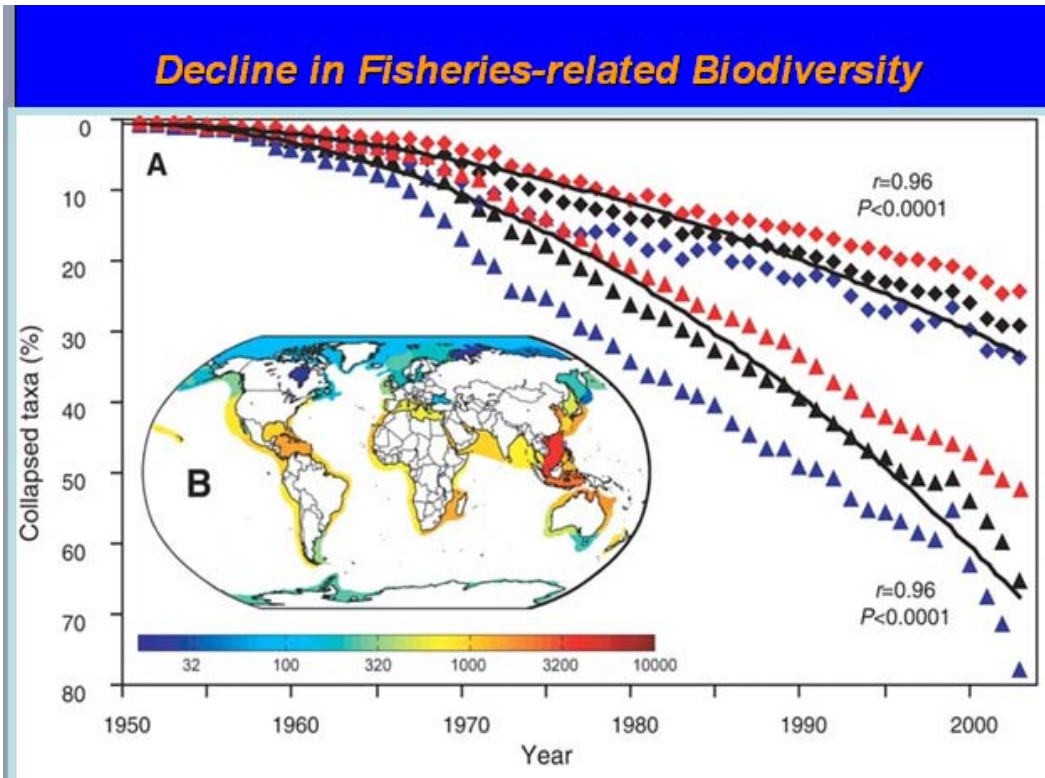 Decline in Fisheries-related Biodiversity
A
0
10
20
30
40
50
60
70
80
Collapsed taxa (%)
r=0.96
P<0.0001
B
r=0.96
P<0.0001
32 100 320 1000 3200 10000
1950 1960 1970 1980 1990 2000
Year